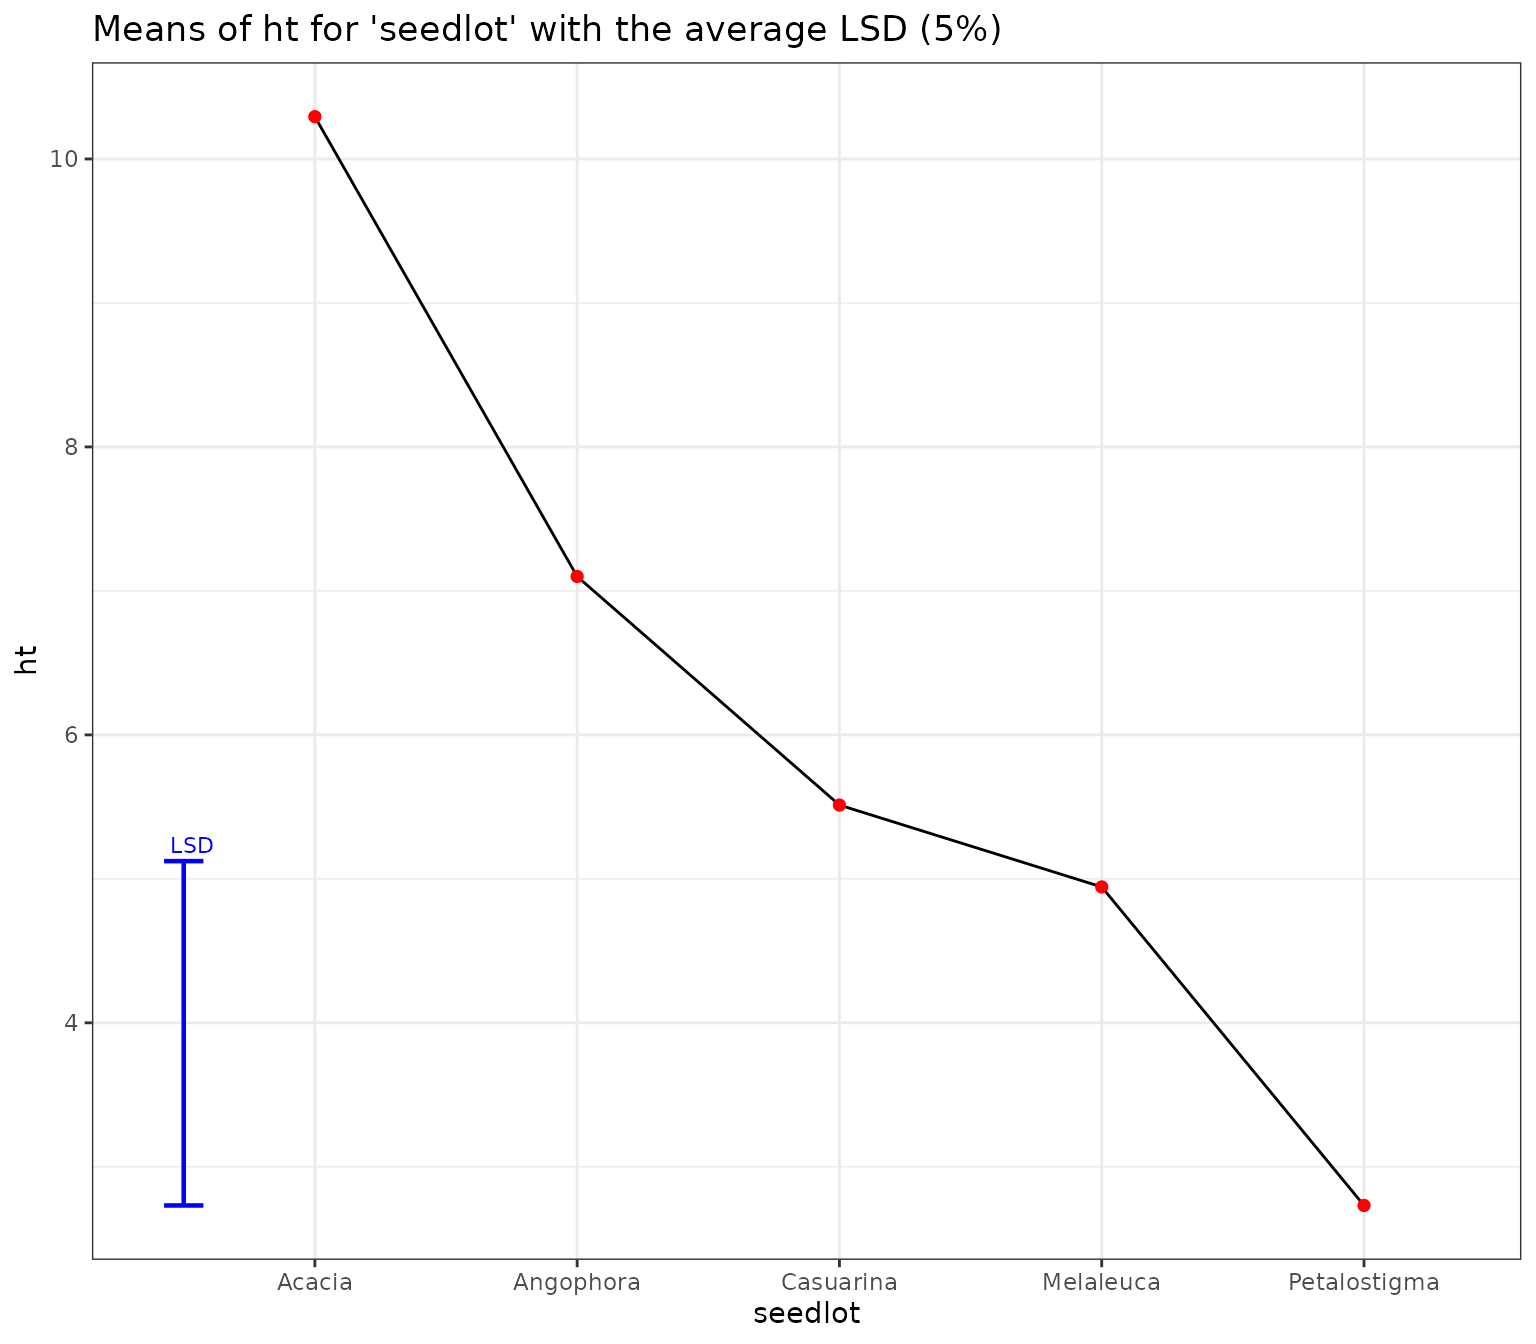 Means of ht for 'seedlot' with the average LSD (5%)
10
8
6
4
ht
LSD
Acacia Angophora Casuarina Melaleuca Petalostigma
seedlot